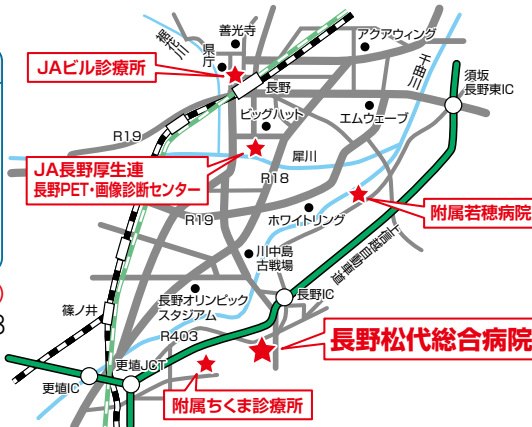 善光寺
裾花川
県庁
アクアウィング
千曲川
JAビル診療所
須坂
長野東IC
長野
ビッグハット
エムウェーブ
R19
犀川
JA長野厚生連
長野PET・画像診断センター
R18
R19
ホワイトリング
附属若穂病院
川中島
古戦場
上信越自動車道
長野IC
長野オリンピック
スタジアム
篠ノ井
R403
長野松代総合病院
更埴JCT
更埴IC
附属ちくま診療所